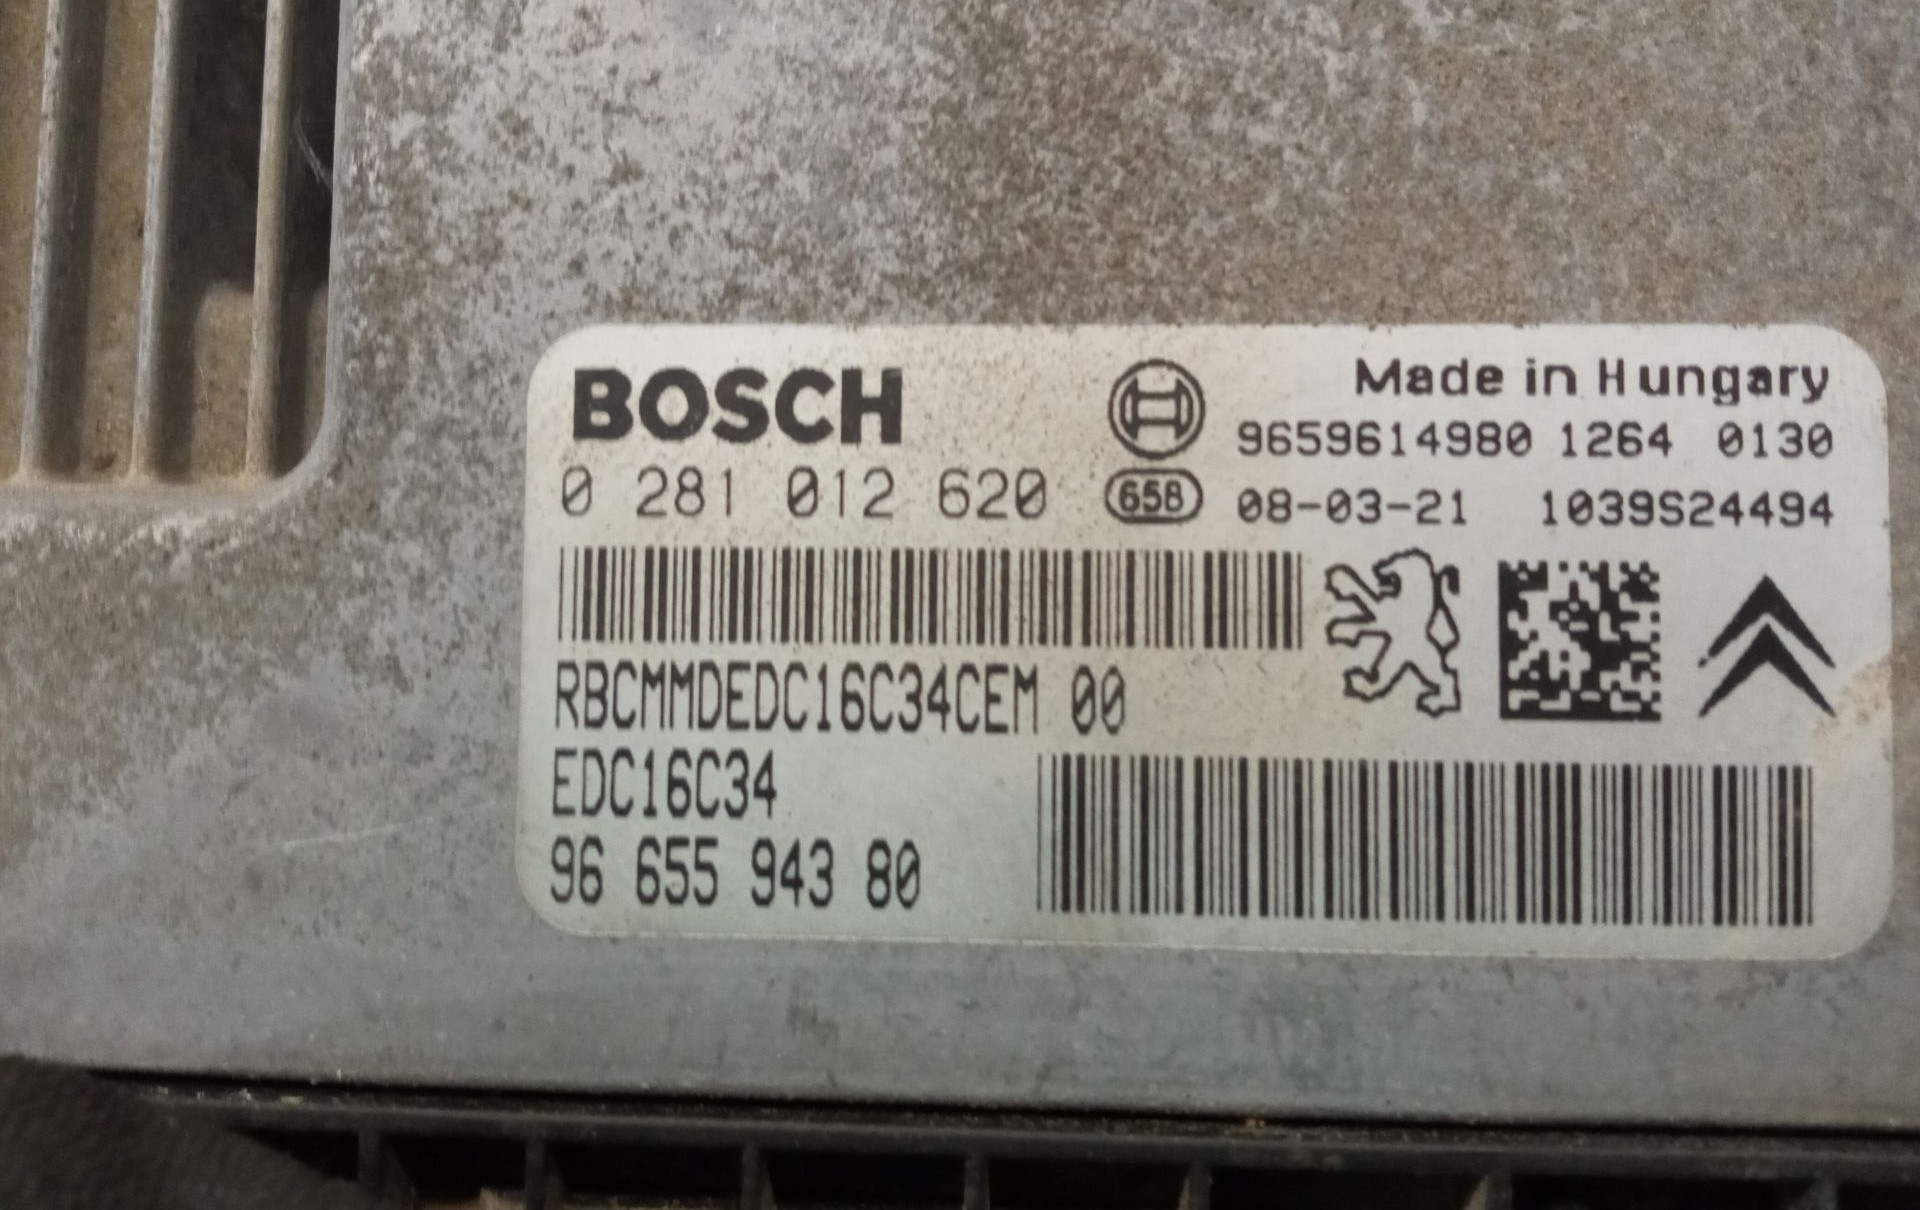 BOSCH
Made in Hungary
9659614980 1264 0130
0 281 012 620
65B
08-03-21 1039S24494
RBCMMDEDC16C34CEM 00
EDC16C34
96 655 943 80